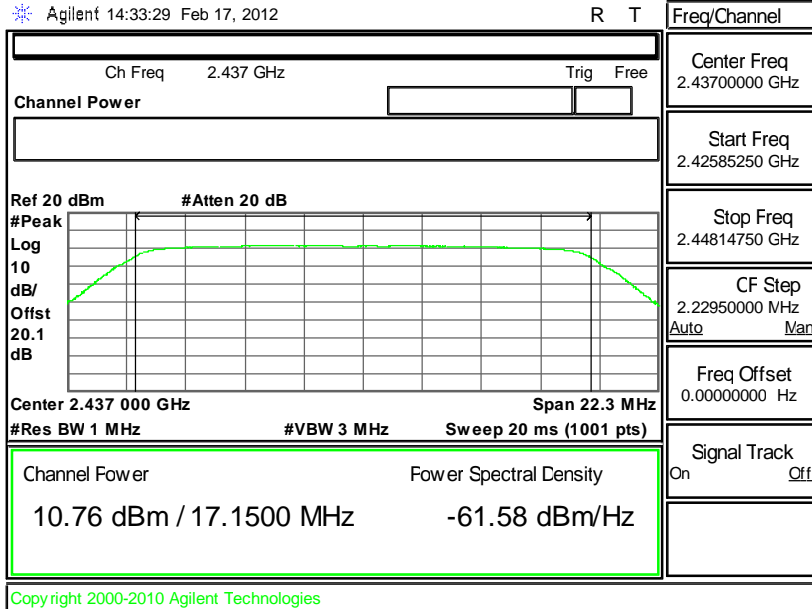 Agilent 14:33:29 Feb 17, 2012 R T
Ch Freq 2.437 GHz Trig Free
Channel Power
Ref 20 dBm #Atten 20 dB
#Peak
Log
10
dB/
Offst
20.1
dB
Center 2.437 000 GHz Span 22.3 MHz
#Res BW 1 MHz #VBW 3 MHz Sweep 20 ms (1001 pts)
Channel Power Power Spectral Density
10.76 dBm / 17.1500 MHz -61.58 dBm/Hz
Copyright 2000-2010 Agilent Technologies
Freq/Channel
Center Freq
2.43700000 GHz
Start Freq
2.42585250 GHz
Stop Freq
2.44814750 GHz
CF Step
2.22950000 MHz
Auto Man
Freq Offset
0.00000000 Hz
Signal Track
On Off